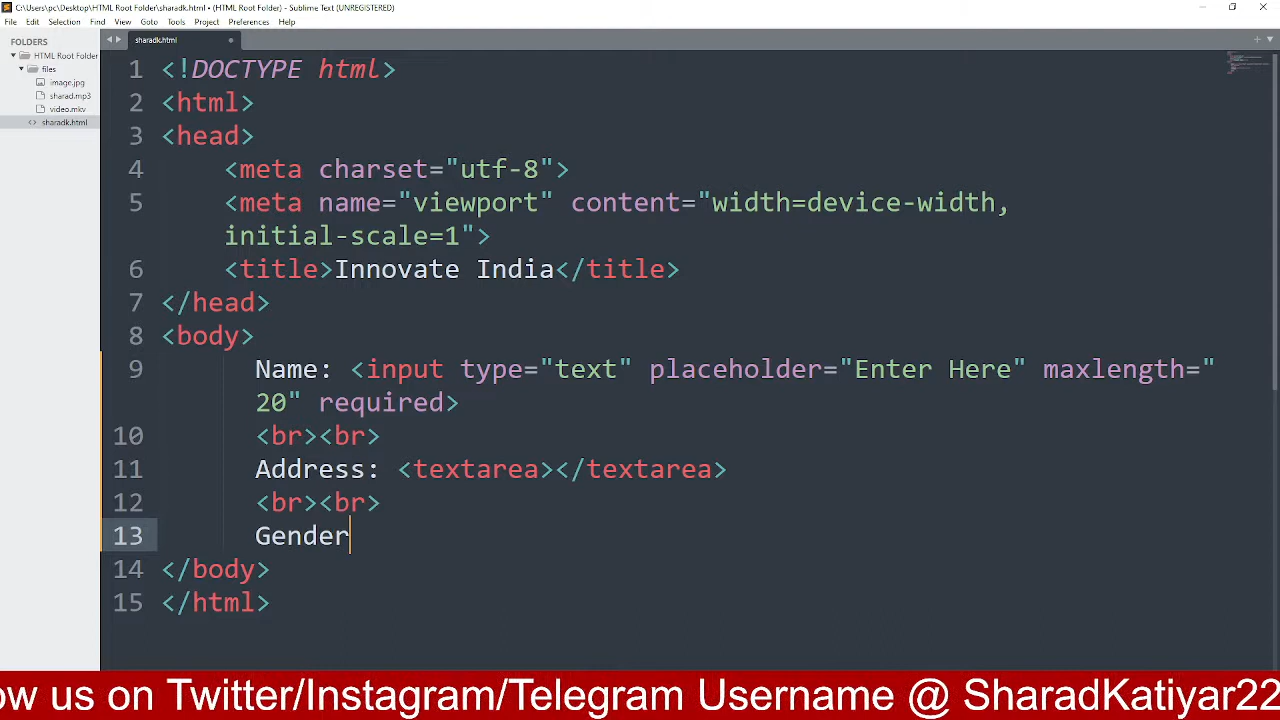 C:\Users\pc\Desktop\HTML Root Folder\sharadk.html • (HTML Root Folder) - Sublime Text (UNREGISTERED)
File Edit Selection Find View Goto Tools Project Preferences Help
FOLDERS
HTML Root Folder
files
image.jpg
sharad.mp3
video.mkv
sharadk.html
sharadk.html
1 <!DOCTYPE html>
2 <html>
3 <head>
4 <meta charset="utf-8">
5 <meta name="viewport" content="width=device-width,
initial-scale=1">
6 <title>Innovate India</title>
7 </head>
8 <body>
9 Name: <input type="text" placeholder="Enter Here" maxlength="
20" required>
10 <br><br>
11 Address: <textarea></textarea>
12 <br><br>
13 Gender
14 </body>
15 </html>
ow us on Twitter/Instagram/Telegram Username @ SharadKatiyar22